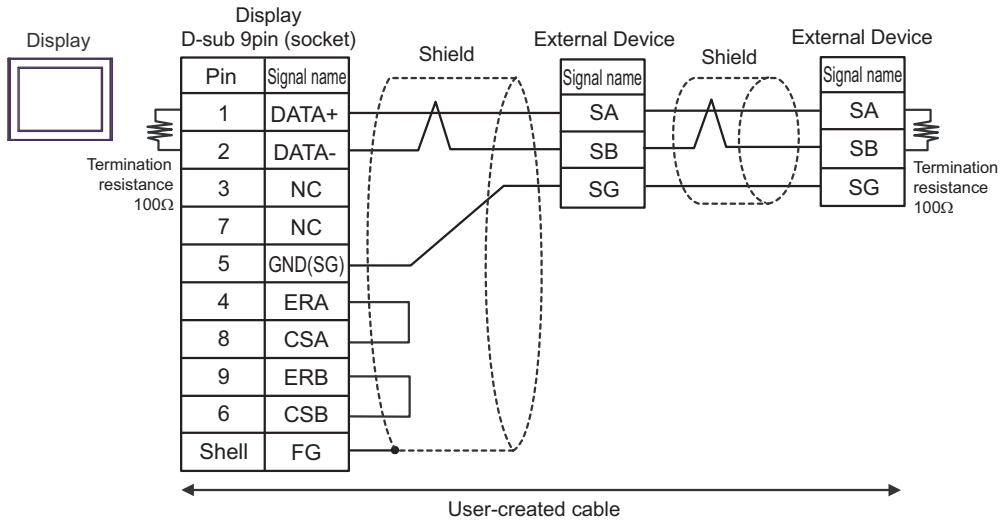 Display
Display
D-sub 9pin (socket)
Shield
External Device
Shield
External Device
Pin Signal name
1 DATA+
2 DATA-
3 NC
7 NC
5 GND(SG)
4 ERA
8 CSA
9 ERB
6 CSB
Shell FG
Termination
resistance
100Ω
Signal name
SA
SB
SG
Signal name
SA
SB
SG
Termination
resistance
100Ω
User-created cable